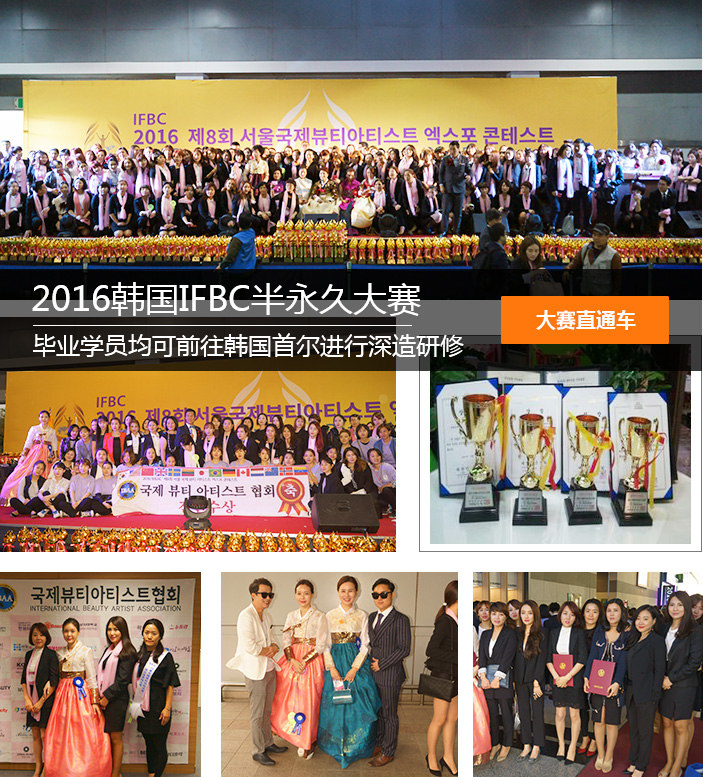 IFBC
2016 제8회 서울국제뷰티아티스트 엑스포 콘테스트
2016韩国IFBC半永久大赛
大赛直通车
毕业学员均可前往韩国首尔进行深造研修
IFBC
2016 제8회 서울국제뷰티아티스트 엑
국제 뷰티 아티스트 협회
축
상
국제뷰티아티스트협회
INTERNATIONAL BEAUTY ARTIST ASSOCIATION